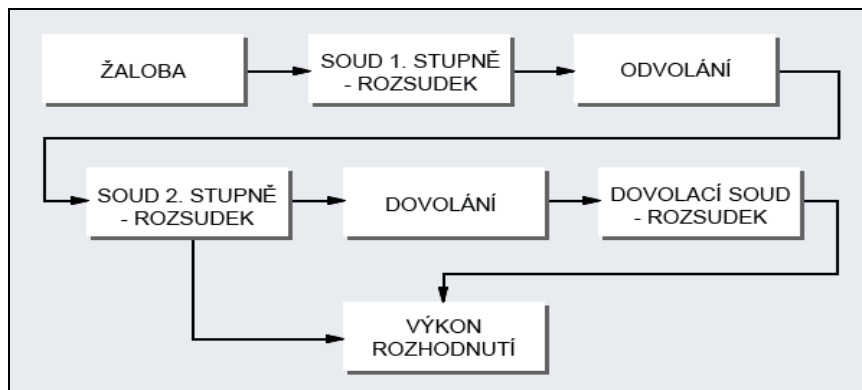 ŽALOBA
SOUD 1. STUPNĚ
- ROZSUDEK
ODVOLÁNÍ
SOUD 2. STUPNĚ
- ROZSUDEK
DOVOLÁNÍ
DOVOLACÍ SOUD
- ROZSUDEK
VÝKON
ROZHODNUTÍ